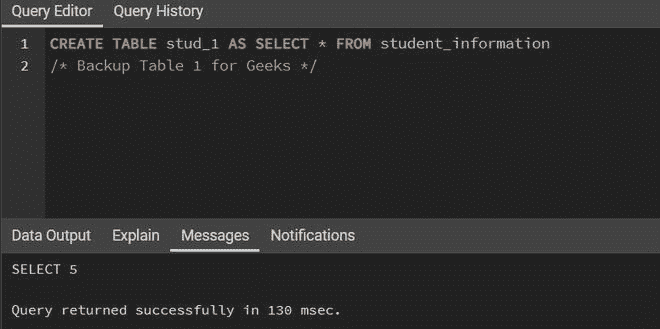 Query Editor Query History
1 CREATE TABLE stud_1 AS SELECT * FROM student_information
2 /* Backup Table 1 for Geeks */
Data Output Explain Messages Notifications
SELECT 5
Query returned successfully in 130 msec.